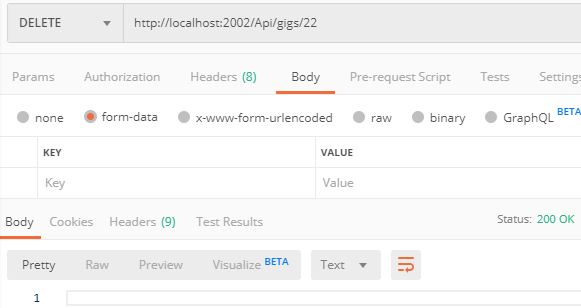 DELETE http://localhost:2002/Api/gigs/22
Params Authorization Headers (8) Body Pre-request Script Tests Settings
none form-data x-www-form-urlencoded raw binary GraphQL BETA
KEY VALUE
Key Value
Body Cookies Headers (9) Test Results Status: 200 OK
Pretty Raw Preview Visualize BETA Text
1